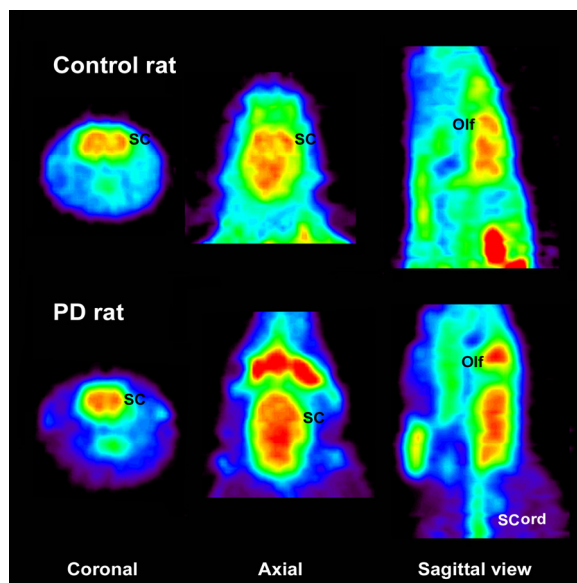 Control rat
SC
SC
Olf
PD rat
SC
SC
Olf
SCord
Coronal
Axial
Sagittal view